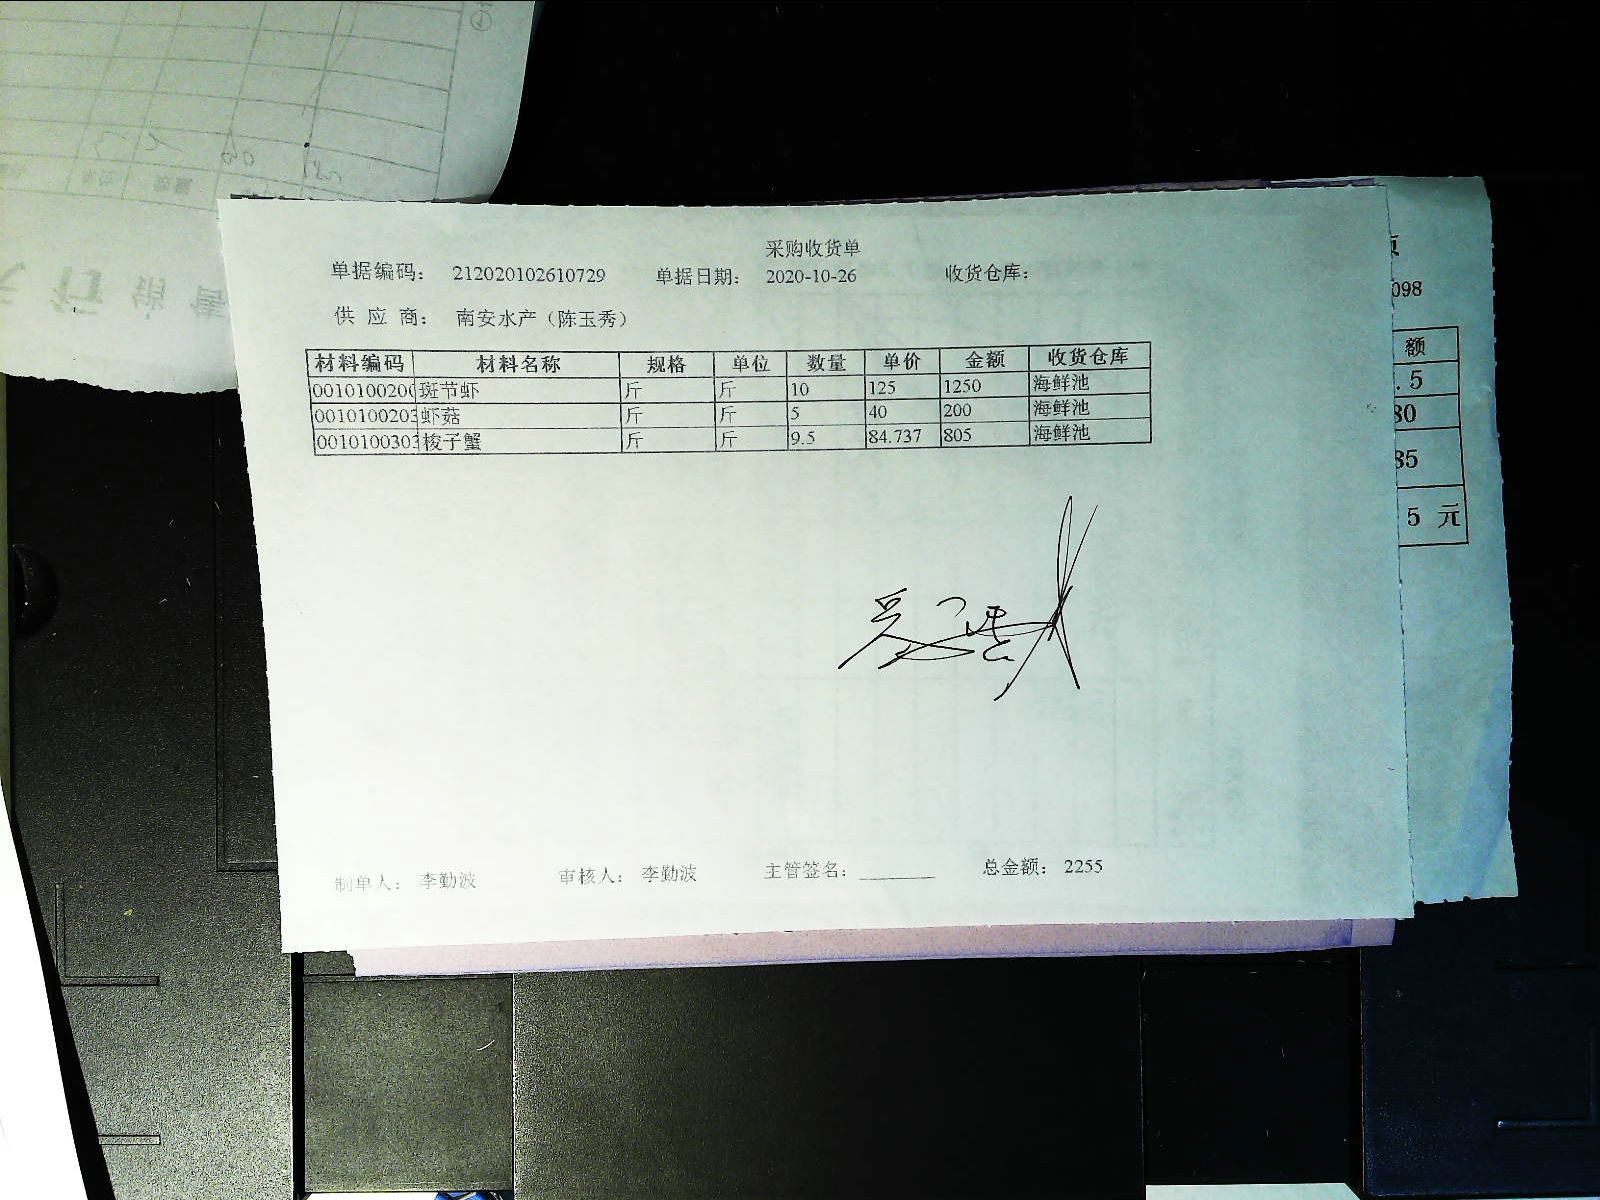 采购收货单
单据编码： 212020102610729 单据日期： 2020-10-26 收货仓库：
供 应 商： 南安水产（陈玉秀）
材料编码 材料名称 规格 单位 数量 单价 金额 收货仓库
0010100200 斑节虾 斤 斤 10 125 1250 海鲜池
0010100203 虾菇 斤 斤 5 40 200 海鲜池
0010100303 梭子蟹 斤 斤 9.5 84.737 805 海鲜池
制单人： 李勤波 审核人： 李勤波 主管签名： 总金额： 2255
098
额
.5
80
85
5 元